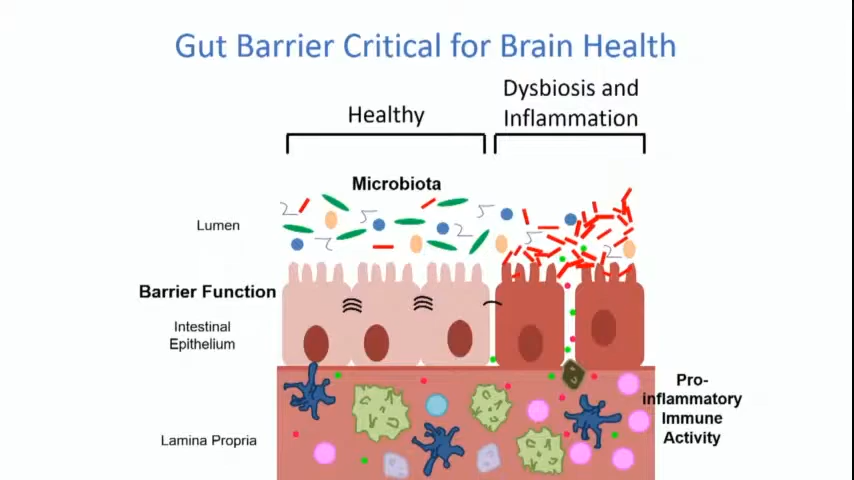 Gut Barrier Critical for Brain Health
Healthy
Dysbiosis and
Inflammation
Microbiota
Lumen
Barrier Function
Intestinal
Epithelium
Lamina Propria
Pro-
inflammatory
Immune
Activity